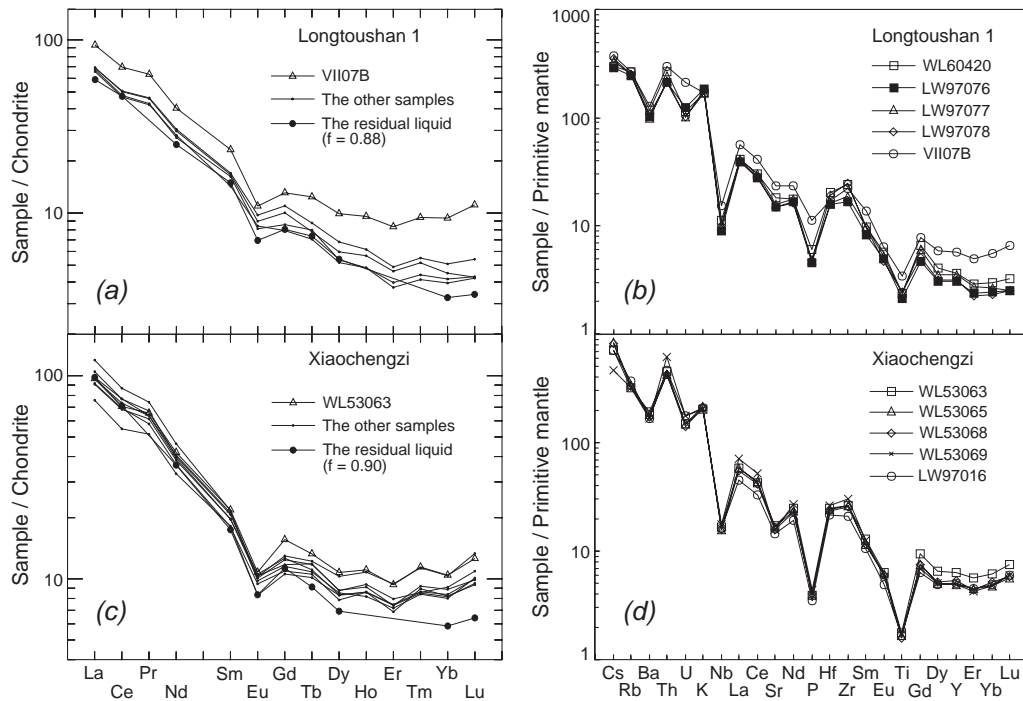 100
10
Sample / Chondrite
Longtoushan 1
VII07B
The other samples
The residual liquid
(f = 0.88)
(a)
1000
100
10
1
Sample / Primitive mantle
Longtoushan 1
WL60420
LW97076
LW97077
LW97078
VII07B
(b)
100
10
Sample / Chondrite
Xiaochengzi
WL53063
The other samples
The residual liquid
(f = 0.90)
(c)
La Pr Nd Sm Gd Dy Er Yb
Ce Eu Tb Ho Tm Lu
100
10
1
Sample / Primitive mantle
Xiaochengzi
WL53063
WL53065
WL53068
WL53069
LW97016
(d)
Cs Ba U Nb Ce Nd Hf Sm Ti Dy Er Lu
Rb Th K La Sr P Zr Eu Gd Y Yb